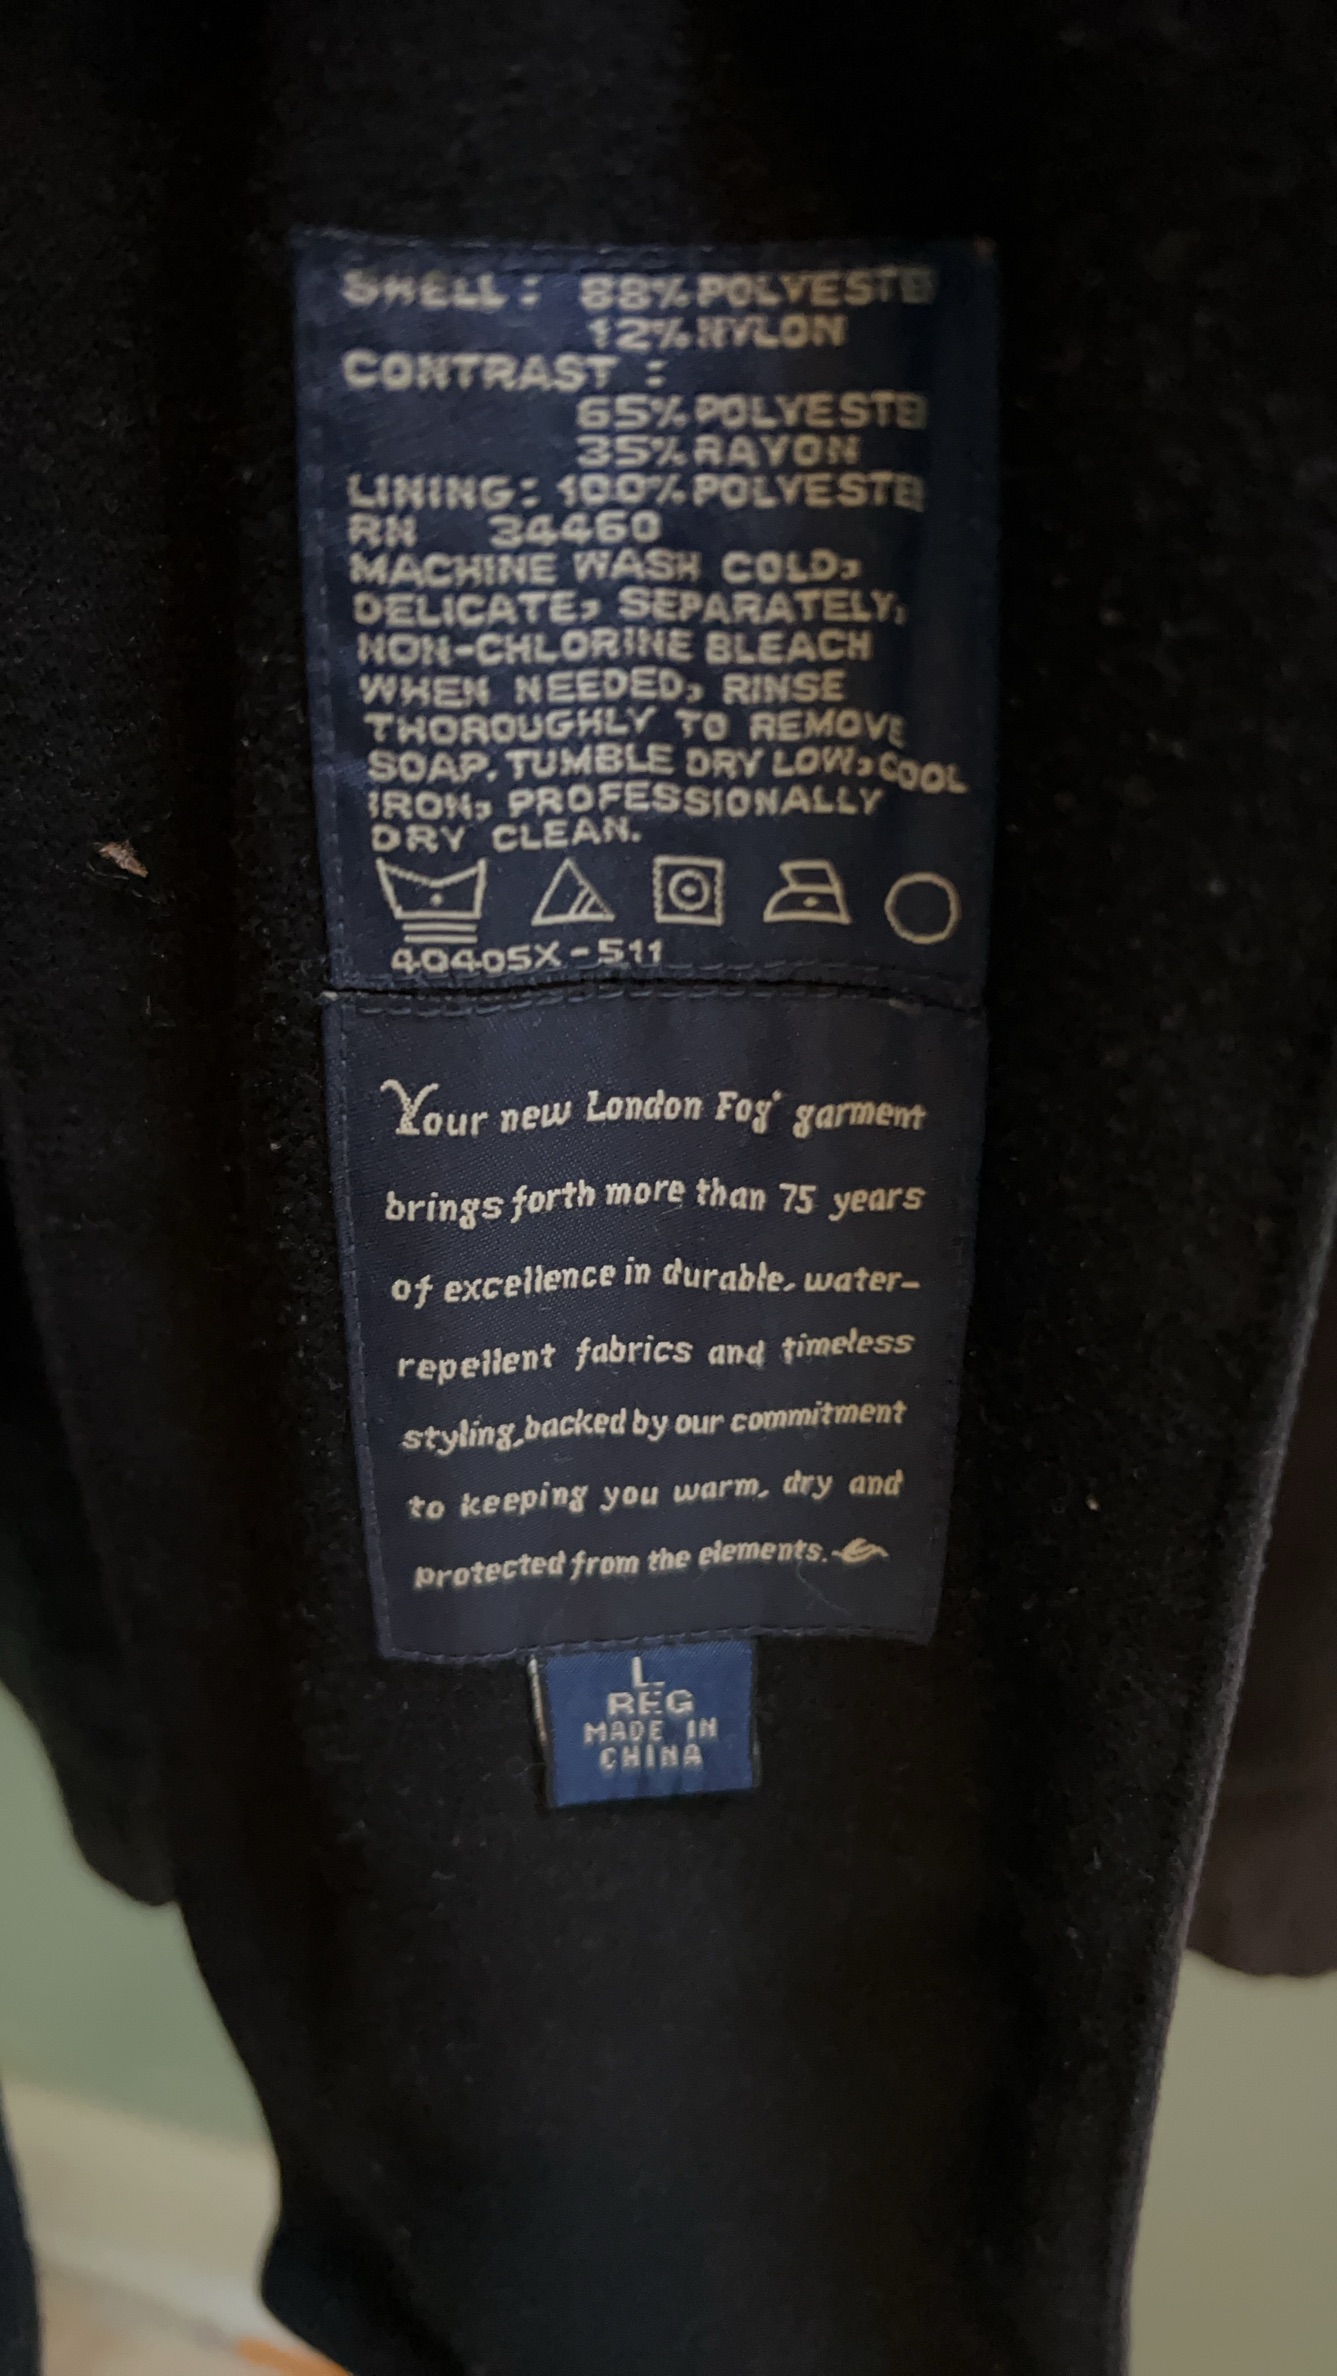 SHELL: 88% POLYESTE
12% NYLON
CONTRAST :
65% POLYESTE
35% RAYON
LINING: 100% POLYESTE
RN 34460
MACHINE WASH COLD,
DELICATE, SEPARATELY,
NON-CHLORINE BLEACH
WHEN NEEDED, RINSE
THOROUGHLY TO REMOVE
SOAP. TUMBLE DRY LOW, COOL
IRON, PROFESSIONALLY
DRY CLEAN.
40405X-511
Your new London Fog® garment
brings forth more than 75 years
of excellence in durable, water-
repellent fabrics and timeless
styling, backed by our commitment
to keeping you warm, dry and
protected from the elements.
L
REG
MADE IN
CHINA